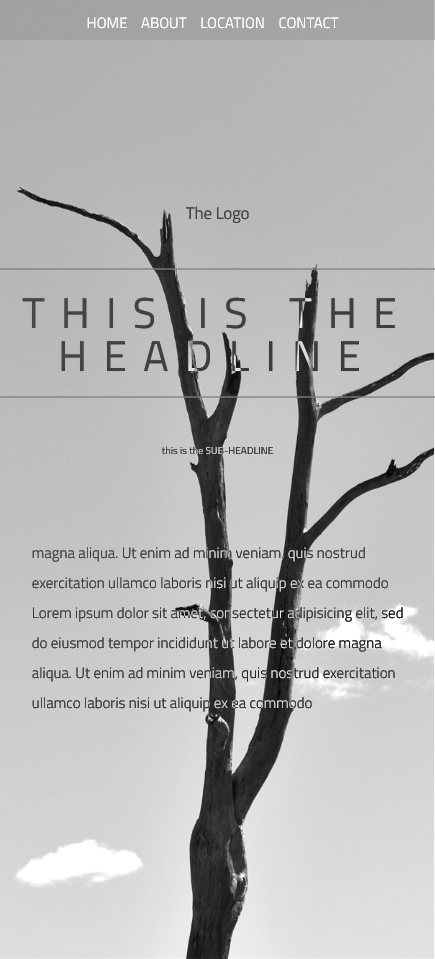 HOME ABOUT LOCATION CONTACT
The Logo
THIS IS THE
HEADLINE
this is the SUB-HEADLINE
magna aliqua. Ut enim ad minim veniam, quis nostrud
exercitation ullamco laboris nisi ut aliquip ex ea commodo
Lorem ipsum dolor sit amet, consectetur adipisicing elit, sed
do eiusmod tempor incididunt ut labore et dolore magna
aliqua. Ut enim ad minim veniam, quis nostrud exercitation
ullamco laboris nisi ut aliquip ex ea commodo